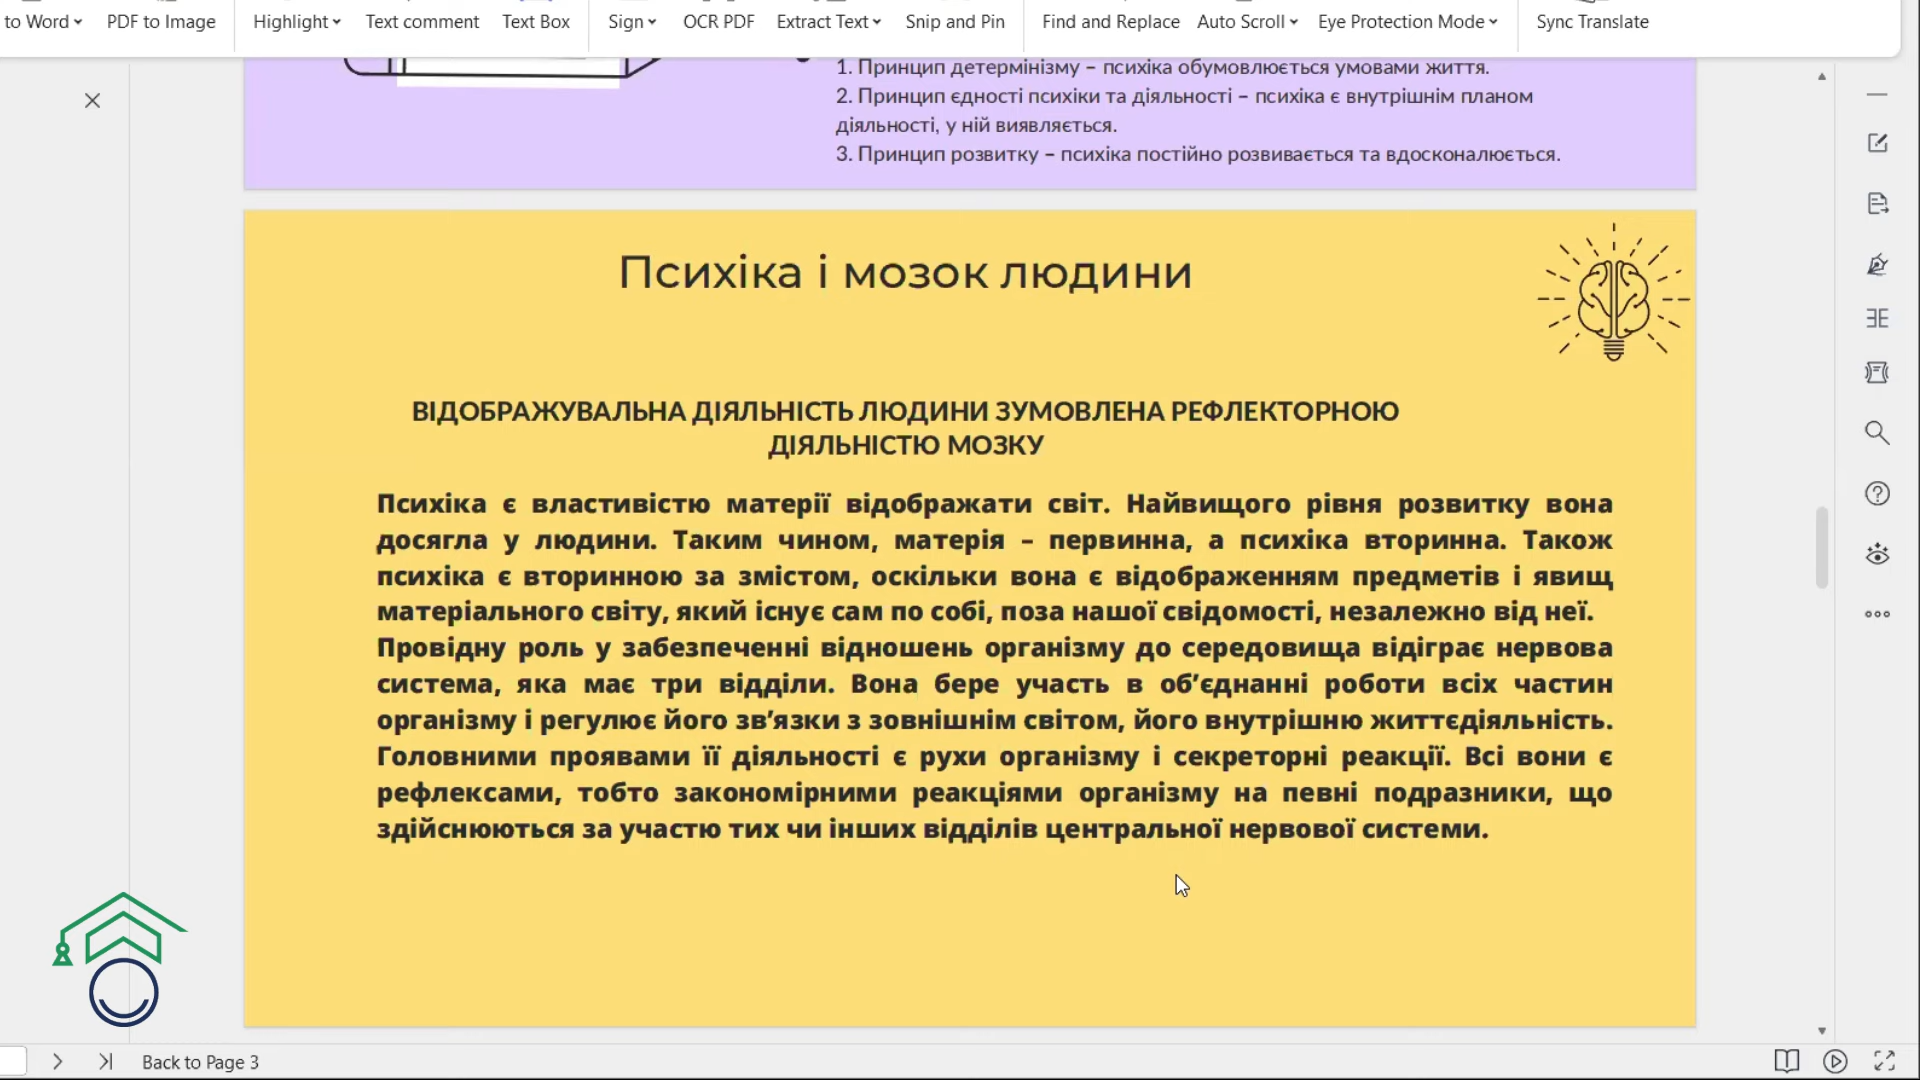 to Word PDF to Image Highlight Text comment Text Box Sign OCR PDF Extract Text Snip and Pin Find and Replace Auto Scroll Eye Protection Mode Sync Translate
1. Принцип детермінізму – психіка обумовлюється умовами життя.
2. Принцип єдності психіки та діяльності – психіка є внутрішнім планом
діяльності, у ній виявляється.
3. Принцип розвитку – психіка постійно розвивається та вдосконалюється.
Психіка і мозок людини
ВІДОБРАЖУВАЛЬНА ДІЯЛЬНІСТЬ ЛЮДИНИ ЗУМОВЛЕНА РЕФЛЕКТОРНОЮ
ДІЯЛЬНІСТЮ МОЗКУ
Психіка є властивістю матерії відображати світ. Найвищого рівня розвитку вона
досягла у людини. Таким чином, матерія – первинна, а психіка вторинна. Також
психіка є вторинною за змістом, оскільки вона є відображенням предметів і явищ
матеріального світу, який існує сам по собі, поза нашої свідомості, незалежно від неї.
Провідну роль у забезпеченні відношень організму до середовища відіграє нервова
система, яка має три відділи. Вона бере участь в об’єднанні роботи всіх частин
організму і регулює його зв’язки з зовнішнім світом, його внутрішню життєдіяльність.
Головними проявами її діяльності є рухи організму і секреторні реакції. Всі вони є
рефлексами, тобто закономірними реакціями організму на певні подразники, що
здійснюються за участю тих чи інших відділів центральної нервової системи.
Back to Page 3